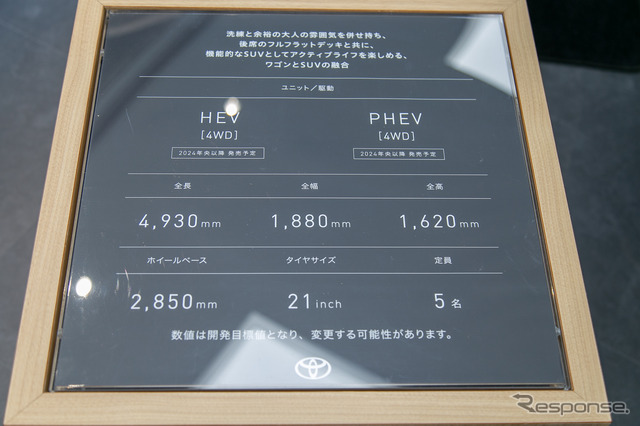 洗練と余裕の大人の雰囲気を併せ持ち、
後席のフルフラットデッキと共に、
機能的なSUVとしてアクティブライフを楽しめる、
ワゴンとSUVの融合
ユニット／駆動
HEV PHEV
[4WD] [4WD]
2024年央以降 発売予定 2024年央以降 発売予定
全長 全幅 全高
4,930mm 1,880mm 1,620mm
ホイールベース タイヤサイズ 定員
2,850mm 21inch 5名
数値は開発目標値となり、変更する可能性があります。
Response.